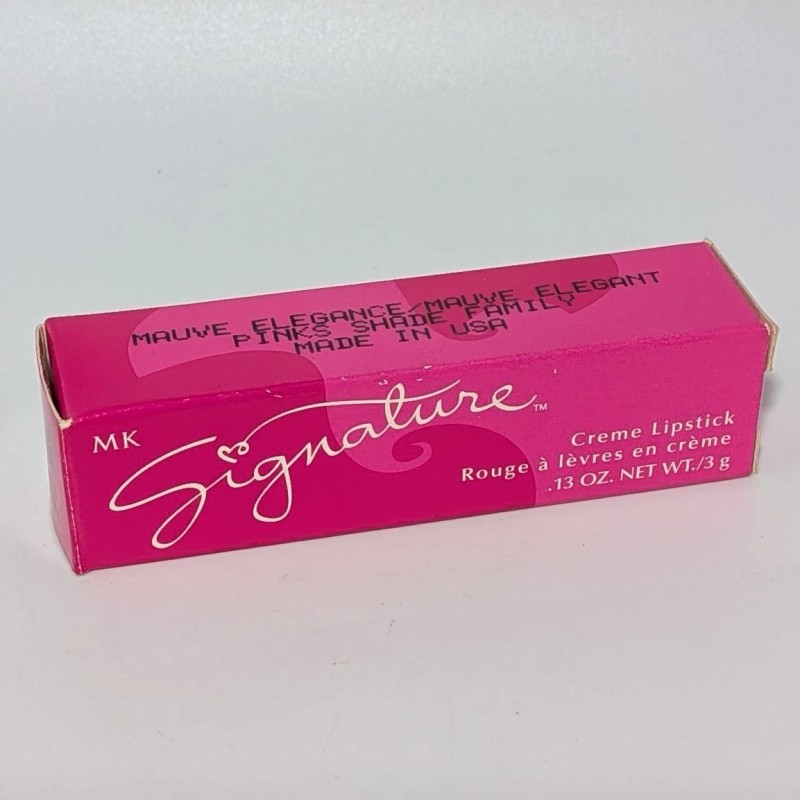 MAUVE ELEGANCE/MAUVE ELEGANT
PINKS SHADE FAMILY
MADE IN USA
MK
Signature™
Creme Lipstick
Rouge à lèvres en crème
.13 OZ. NET WT./3 g